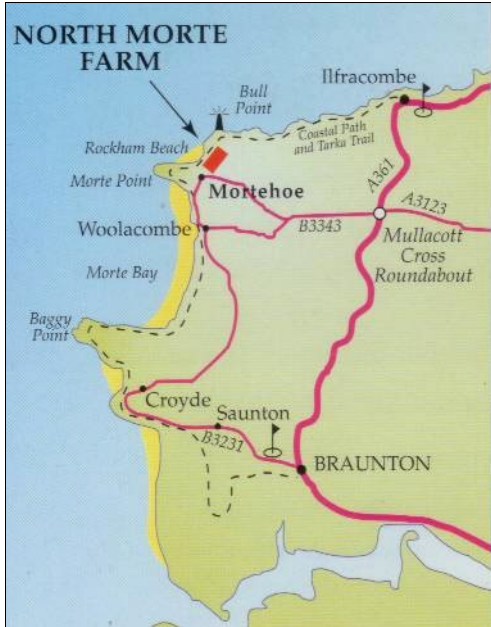 NORTH MORTE
FARM
Ilfracombe
Bull
Point
Coastal Path
and Tarka Trail
Rockham Beach
Morte Point
A361
Mortehoe
A3123
Woolacombe
B3343
Mullacott
Cross
Roundabout
Morte Bay
Baggy
Point
Croyde
Saunton
B3231
BRAUNTON